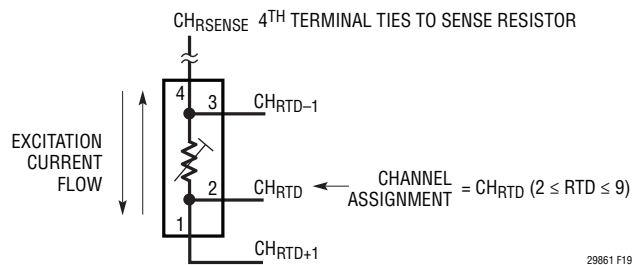 CHRSENSE 4TH TERMINAL TIES TO SENSE RESISTOR
4
3
CHRTD–1
EXCITATION
CURRENT
FLOW
2
CHRTD
CHANNEL
ASSIGNMENT
= CHRTD (2 ≤ RTD ≤ 9)
1
CHRTD+1
29861 F19